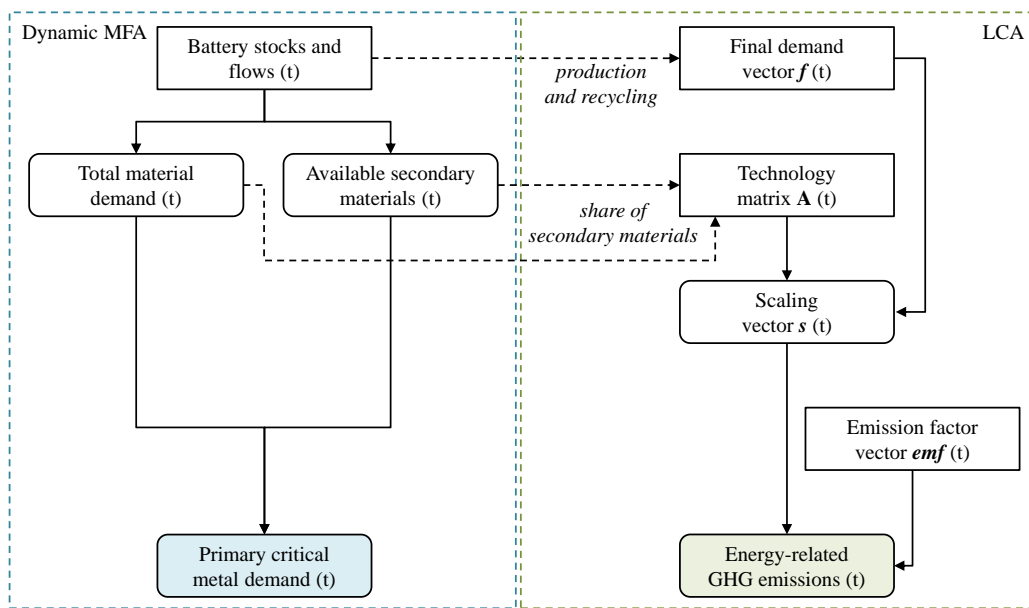 Dynamic MFA
Battery stocks and
flows (t)
production
and recycling
Final demand
vector f (t)
LCA
Total material
demand (t)
Available secondary
materials (t)
share of
secondary materials
Technology
matrix A (t)
Scaling
vector s (t)
Emission factor
vector emf (t)
Primary critical
metal demand (t)
Energy-related
GHG emissions (t)